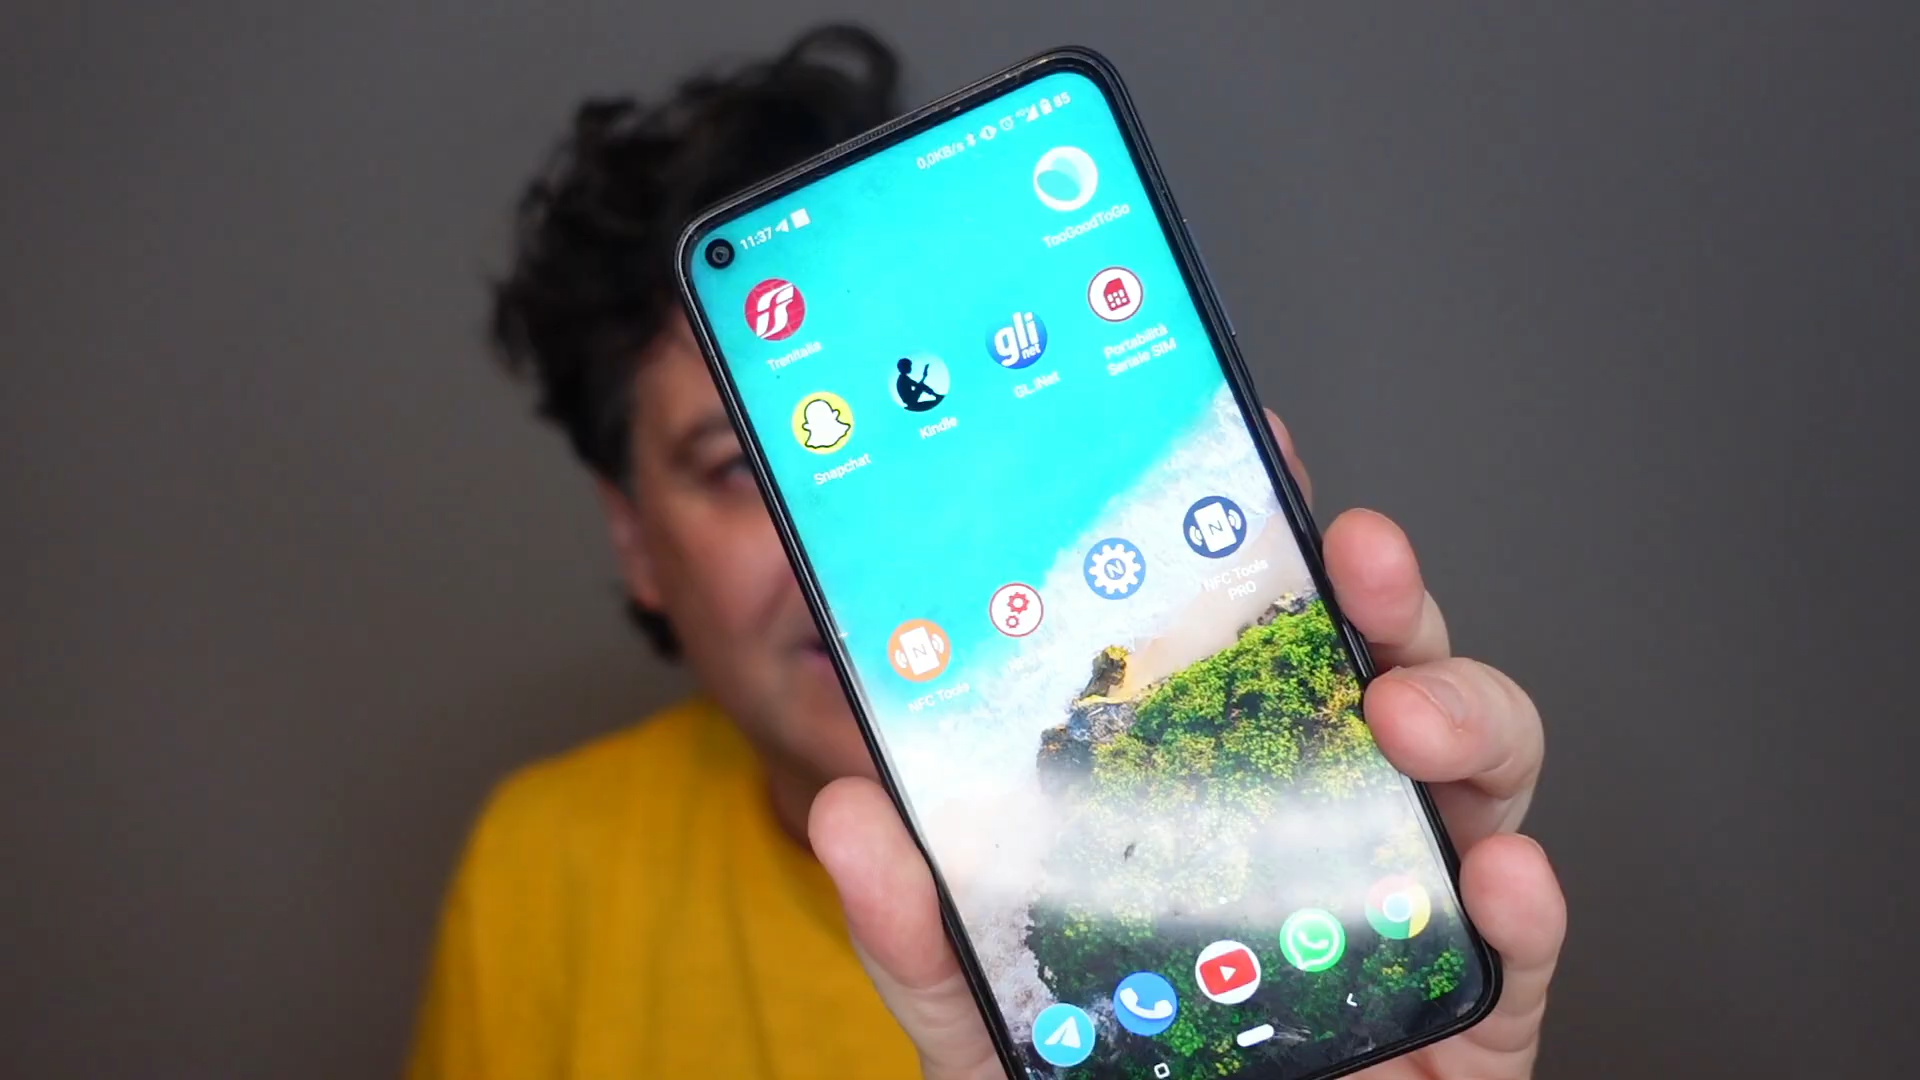 11:37
0,0KB/s
85
TooGoodToGo
Trenitalia
Snapchat
Kindle
gli
net
GL.iNet
Portabilità
Seriale SIM
NFC Tools
N
N
N
NFC Tools
PRO